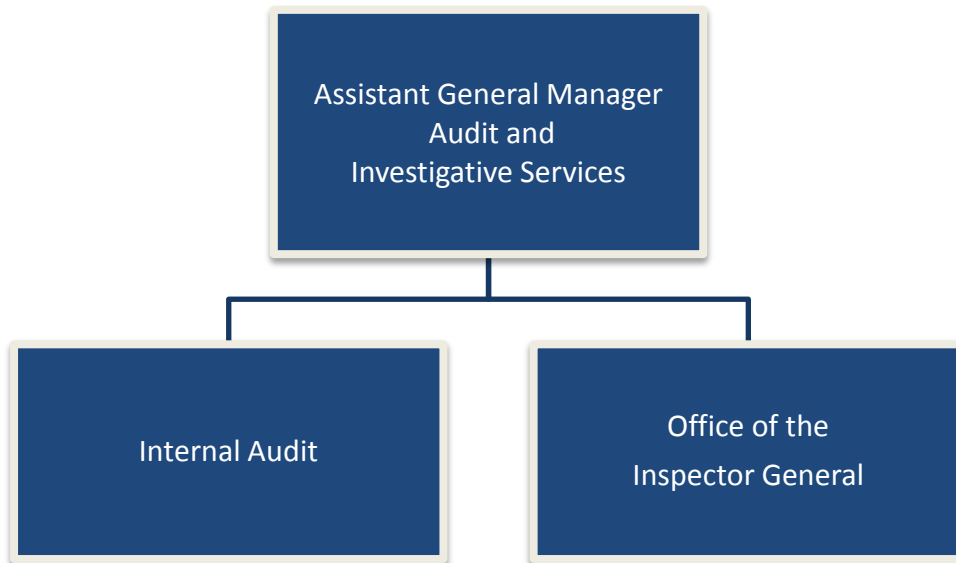 Assistant General Manager
Audit and
Investigative Services
Internal Audit
Office of the
Inspector General